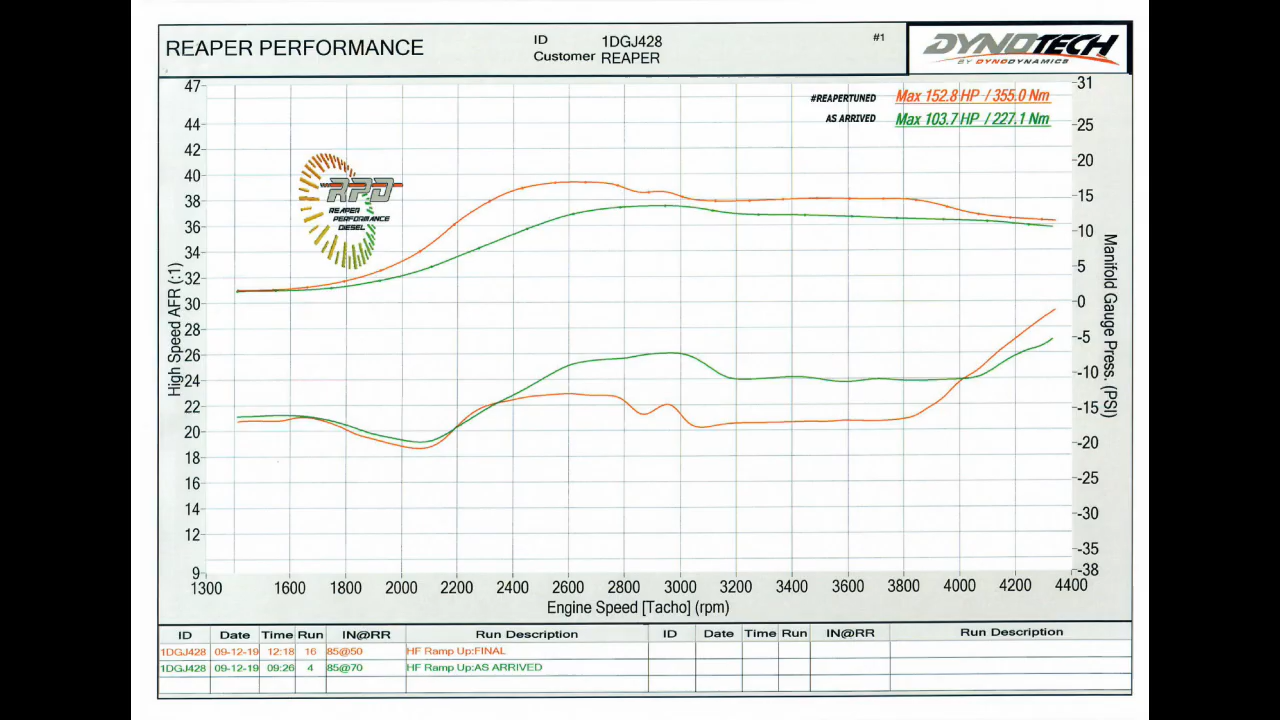 REAPER PERFORMANCE
ID 1DGJ428
Customer REAPER
#1
DYNOTECH
BY DYNODYNAMICS
#REAPERTUNED Max 152.8 HP / 355.0 Nm
AS ARRIVED Max 103.7 HP / 227.1 Nm
RPD
REAPER
PERFORMANCE
DIESEL
High Speed AFR (:1)
47
44
42
40
38
36
34
32
30
28
26
24
22
20
18
16
14
12
9
Manifold Gauge Press. (PSI)
31
25
20
15
10
5
0
-5
-10
-15
-20
-25
-30
-35
-38
1300 1600 1800 2000 2200 2400 2600 2800 3000 3200 3400 3600 3800 4000 4200 4400
Engine Speed [Tacho] (rpm)
ID Date Time Run IN@RR Run Description ID Date Time Run IN@RR Run Description
1DGJ428 09-12-19 12:18 16 85@50 HF Ramp Up:FINAL
1DGJ428 09-12-19 09:26 4 85@70 HF Ramp Up:AS ARRIVED